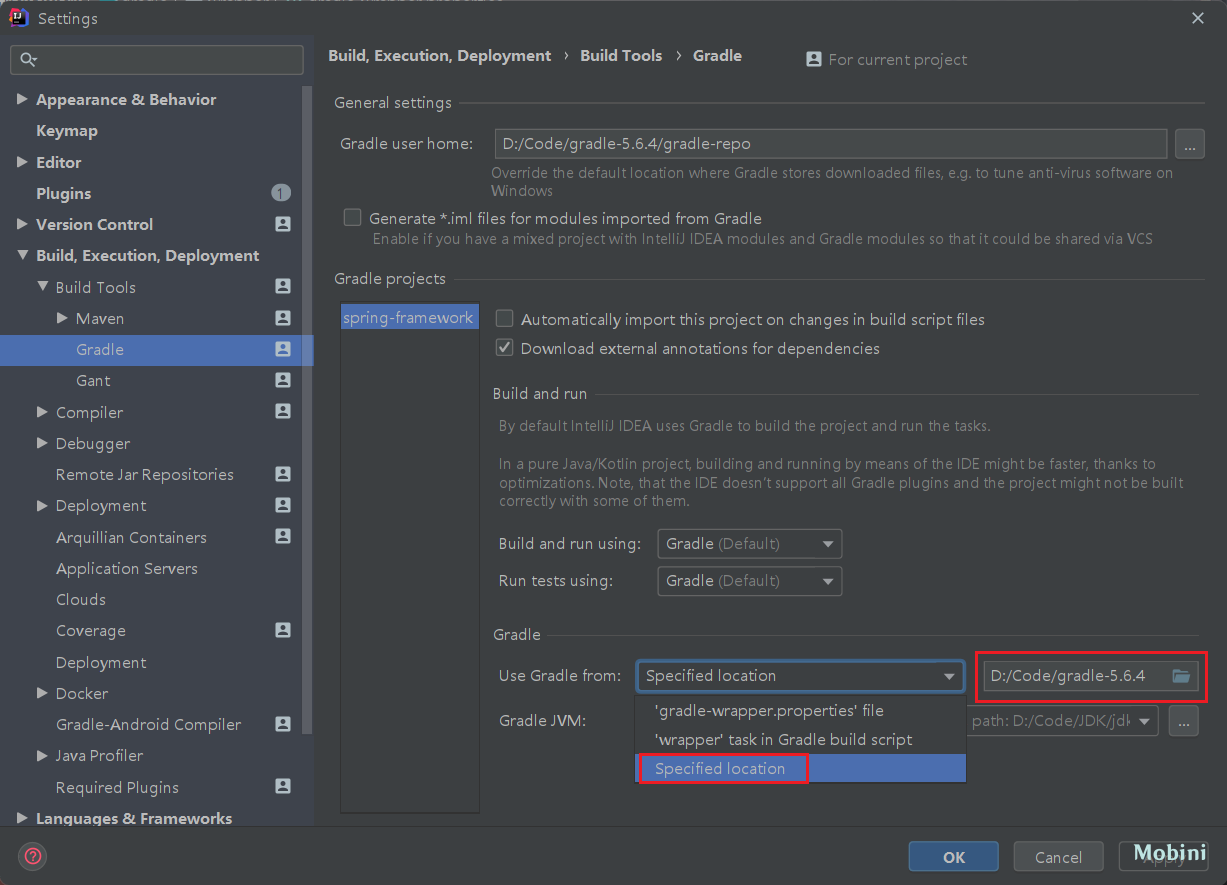 Settings
Build, Execution, Deployment › Build Tools › Gradle
For current project
Appearance & Behavior
Keymap
Editor
Plugins
1
Version Control
Build, Execution, Deployment
Build Tools
Maven
Gradle
Gant
Compiler
Debugger
Remote Jar Repositories
Deployment
Arquillian Containers
Application Servers
Clouds
Coverage
Deployment
Docker
Gradle-Android Compiler
Java Profiler
Required Plugins
Languages & Frameworks
General settings
Gradle user home:
D:/Code/gradle-5.6.4/gradle-repo
...
Override the default location where Gradle stores downloaded files, e.g. to tune anti-virus software on
Windows
Generate *.iml files for modules imported from Gradle
Enable if you have a mixed project with IntelliJ IDEA modules and Gradle modules so that it could be shared via VCS
Gradle projects
spring-framework
Automatically import this project on changes in build script files
Download external annotations for dependencies
Build and run
By default IntelliJ IDEA uses Gradle to build the project and run the tasks.
In a pure Java/Kotlin project, building and running by means of the IDE might be faster, thanks to
optimizations. Note, that the IDE doesn't support all Gradle plugins and the project might not be built
correctly with some of them.
Build and run using: Gradle (Default)
Run tests using: Gradle (Default)
Gradle
Use Gradle from: Specified location
D:/Code/gradle-5.6.4
Gradle JVM:
path: D:/Code/JDK/jdk
...
'gradle-wrapper.properties' file
'wrapper' task in Gradle build script
Specified location
?
OK
Cancel
Apply
Mobini